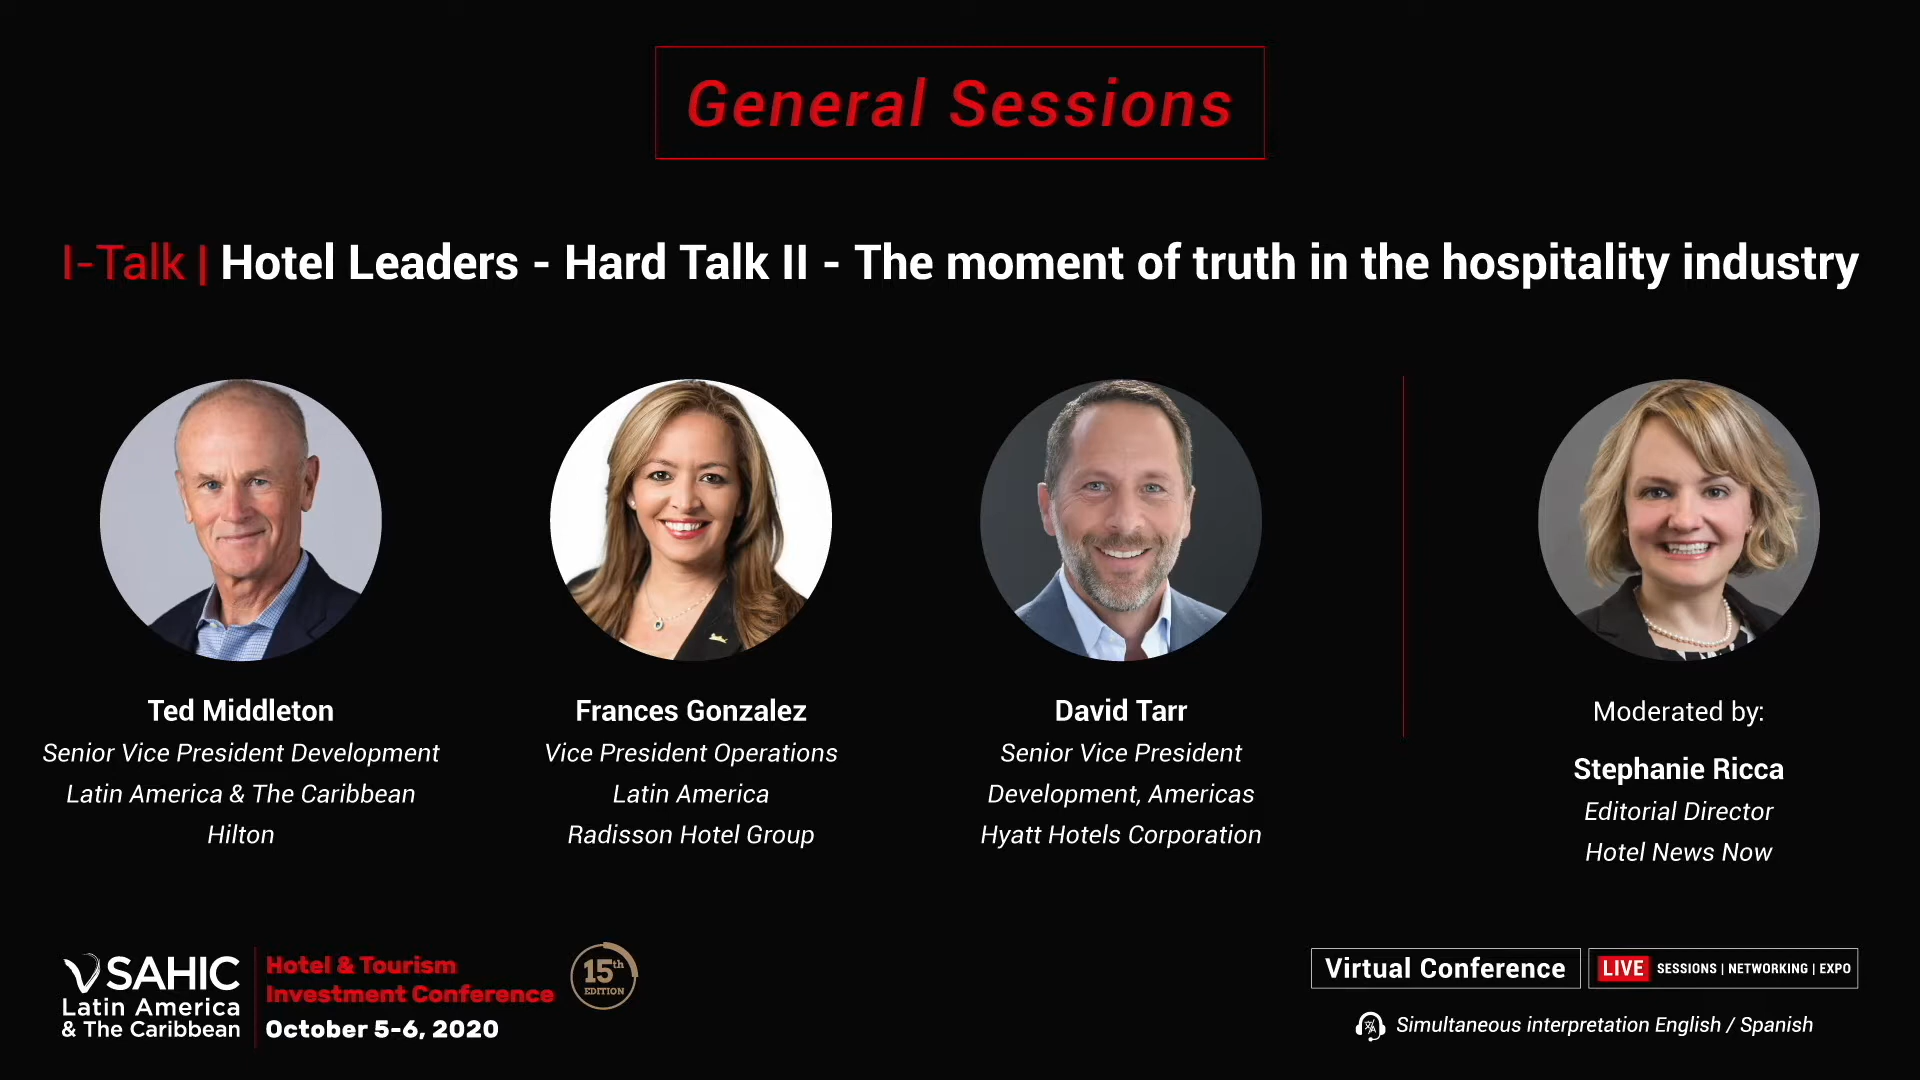 General Sessions
I-Talk | Hotel Leaders - Hard Talk II - The moment of truth in the hospitality industry
Ted Middleton
Senior Vice President Development
Latin America & The Caribbean
Hilton
Frances Gonzalez
Vice President Operations
Latin America
Radisson Hotel Group
David Tarr
Senior Vice President
Development, Americas
Hyatt Hotels Corporation
Moderated by:
Stephanie Ricca
Editorial Director
Hotel News Now
VSAHIC
Latin America
& The Caribbean
Hotel & Tourism
Investment Conference
October 5-6, 2020
15th
EDITION
Virtual Conference
LIVE SESSIONS | NETWORKING | EXPO
Simultaneous interpretation English / Spanish